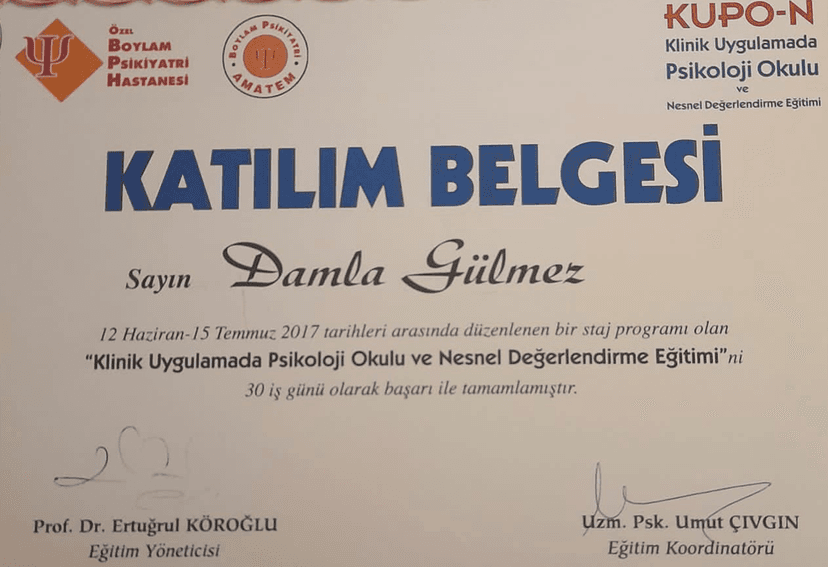 ÖZEL
BOYLAM
PSİKİYATRİ
HASTANESİ
BOYLAM PSİKİYATRİ
AMATEM
KUPO-N
Klinik Uygulamada
Psikoloji Okulu
ve
Nesnel Değerlendirme Eğitimi
KATILIM BELGESİ
Sayın Damla Gülmez
12 Haziran-15 Temmuz 2017 tarihleri arasında düzenlenen bir staj programı olan
"Klinik Uygulamada Psikoloji Okulu ve Nesnel Değerlendirme Eğitimi"ni
30 iş günü olarak başarı ile tamamlamıştır.
Prof. Dr. Ertuğrul KÖROĞLU
Eğitim Yöneticisi
Uzm. Psk. Umut ÇIVGIN
Eğitim Koordinatörü